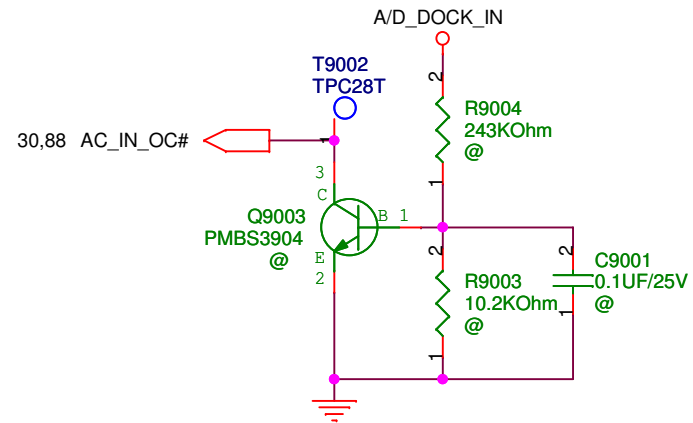 A/D_DOCK_IN
T9002
TPC28T
2
R9004
243KOhm
@
1
30,88 AC_IN_OC#
1
3
C
Q9003
PMBS3904
@
B 1
E
2
2
R9003
10.2KOhm
@
1
2
C9001
0.1UF/25V
@
1